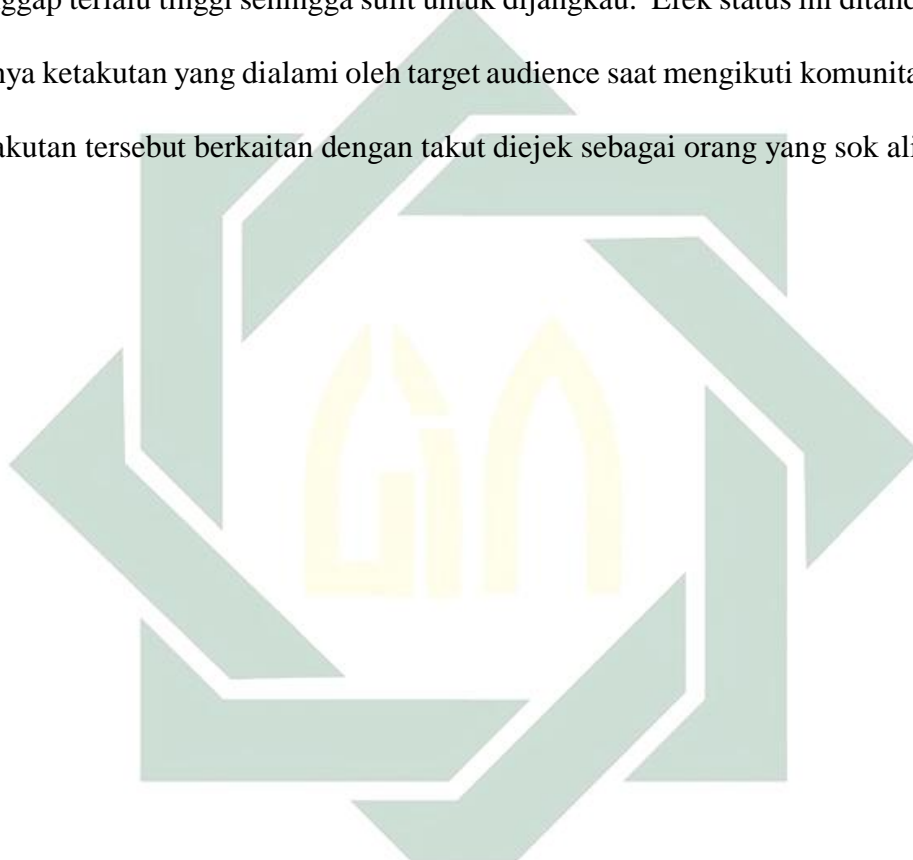 ggap terlalu tinggi sehingga sulit untuk dijangkau. Efek status ini ditand
nya ketakutan yang dialami oleh target audience saat mengikuti komunita
akutan tersebut berkaitan dengan takut diejek sebagai orang yang sok ali